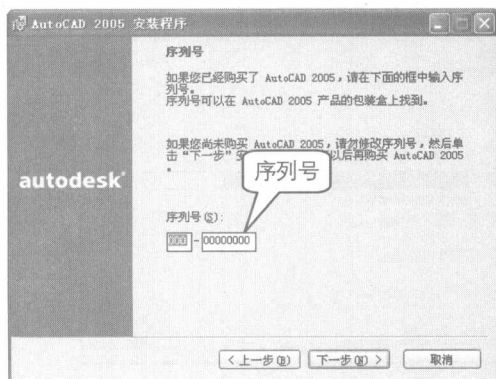 AutoCAD 2005 安装程序
序列号
如果您已经购买了 AutoCAD 2005，请在下面的框中输入序
列号。
序列号可以在 AutoCAD 2005 产品的包装盒上找到。
如果您尚未购买 AutoCAD 2005，请勿修改序列号，然后单
击“下一步” 以后再购买 AutoCAD 2005
。
autodesk
序列号
序列号(S):
000 - 00000000
< 上一步(B) 下一步(N) > 取消